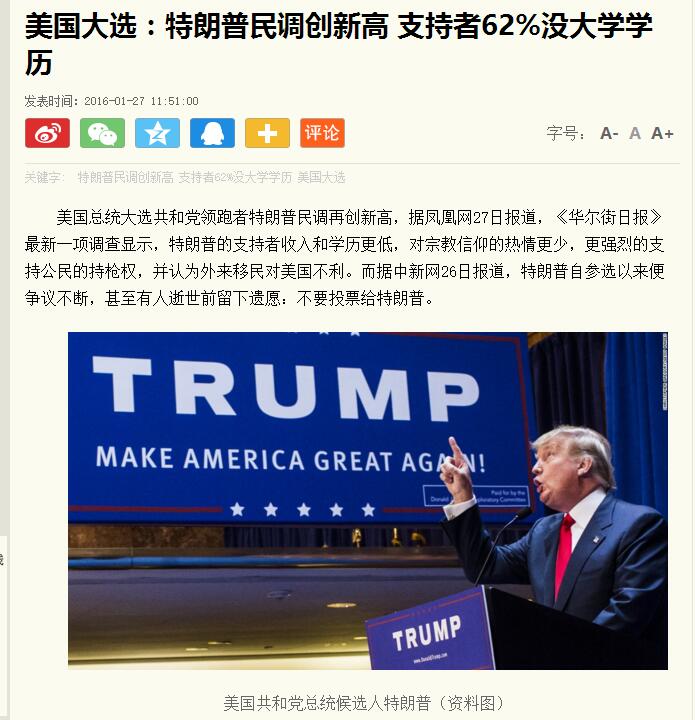 美国大选：特朗普民调创新高 支持者62%没大学学
历
发表时间：2016-01-27 11:51:00
评论
字号： A- A A+
关键字： 特朗普民调创新高 支持者62%没大学学历 美国大选
美国总统大选共和党领跑者特朗普民调再创新高，据凤凰网27日报道，《华尔街日报》
最新一项调查显示，特朗普的支持者收入和学历更低，对宗教信仰的热情更少，更强烈的支
持公民的持枪权，并认为外来移民对美国不利。而据中新网26日报道，特朗普自参选以来便
争议不断，甚至有人逝世前留下遗愿：不要投票给特朗普。
TRUMP
MAKE AMERICA GREAT AGAIN!
Paid for by the
TRUMP
www.DonaldTrump.com
美国共和党总统候选人特朗普（资料图）